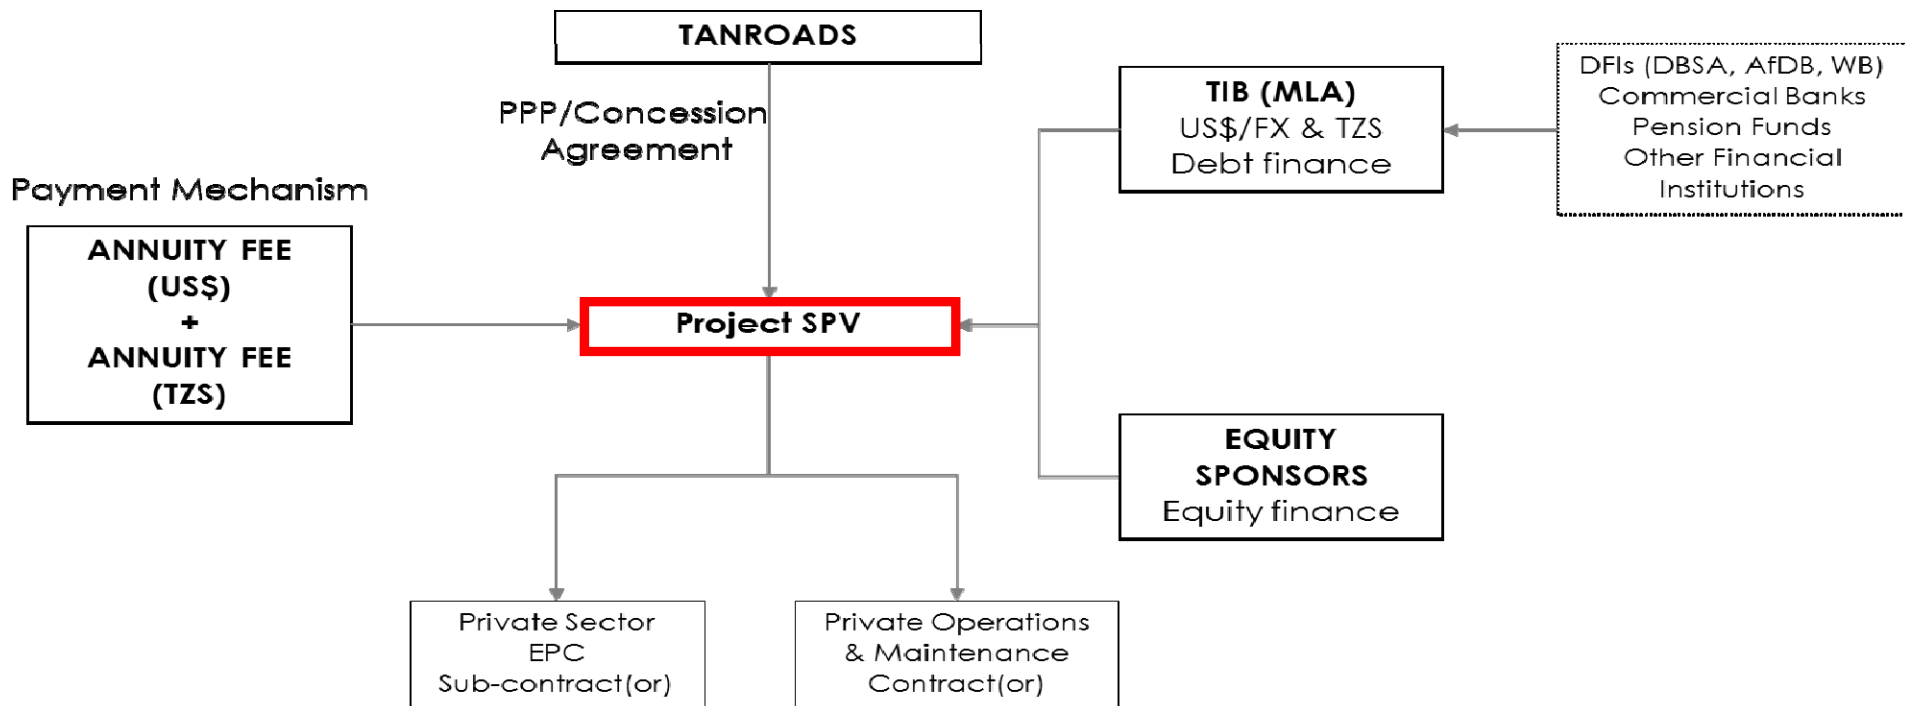 TANROADS
PPP/Concession
Agreement
Payment Mechanism
ANNUITY FEE
(US$)
+
ANNUITY FEE
(TZS)
Project SPV
TIB (MLA)
US$/FX & TZS
Debt finance
DFIs (DBSA, AfDB, WB)
Commercial Banks
Pension Funds
Other Financial
Institutions
EQUITY
SPONSORS
Equity finance
Private Sector
EPC
Sub-contract(or)
Private Operations
& Maintenance
Contract(or)